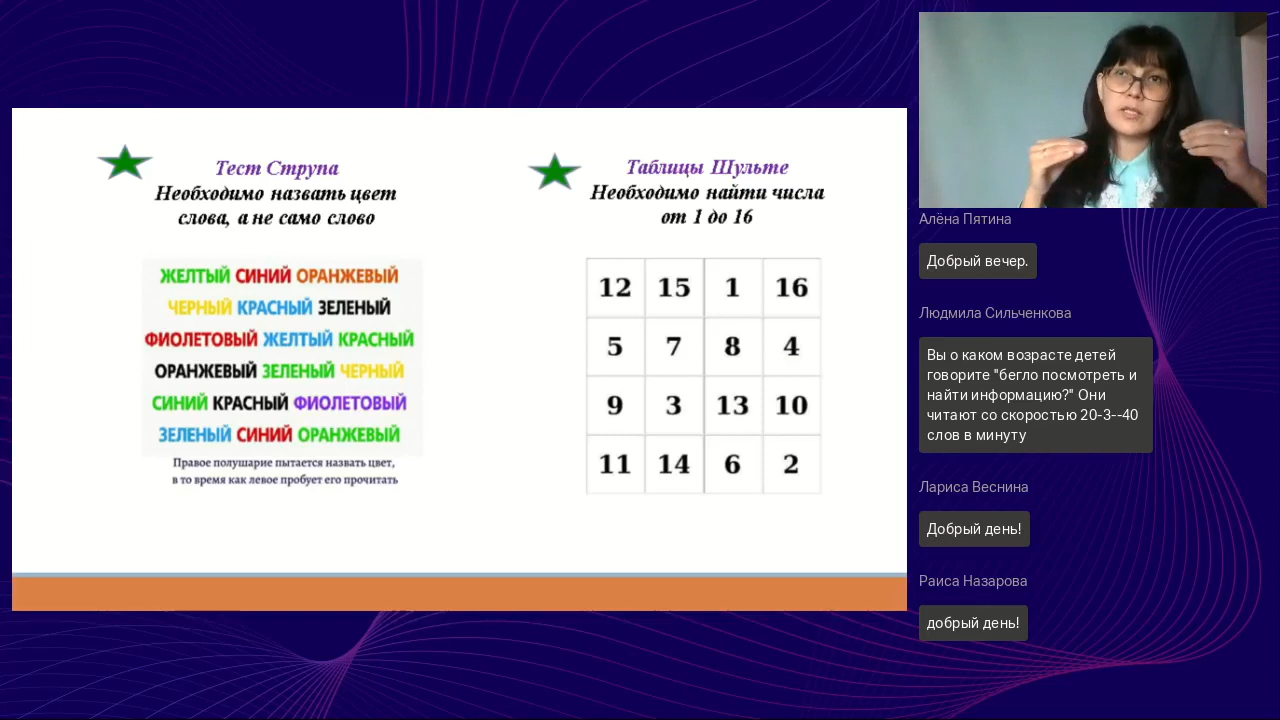 Тест Струпа
Необходимо назвать цвет
слова, а не само слово
ЖЕЛТЫЙ СИНИЙ ОРАНЖЕВЫЙ
ЧЕРНЫЙ КРАСНЫЙ ЗЕЛЕНЫЙ
ФИОЛЕТОВЫЙ ЖЕЛТЫЙ КРАСНЫЙ
ОРАНЖЕВЫЙ ЗЕЛЕНЫЙ ЧЕРНЫЙ
СИНИЙ КРАСНЫЙ ФИОЛЕТОВЫЙ
ЗЕЛЕНЫЙ СИНИЙ ОРАНЖЕВЫЙ
Правое полушарие пытается назвать цвет,
в то время как левое пробует его прочитать
Таблицы Шульте
Необходимо найти числа
от 1 до 16
12 15 1 16
5 7 8 4
9 3 13 10
11 14 6 2
Алёна Пятина
Добрый вечер.
Людмила Сильченкова
Вы о каком возрасте детей
говорите "бегло посмотреть и
найти информацию?" Они
читают со скоростью 20-3--40
слов в минуту
Лариса Веснина
Добрый день!
Раиса Назарова
добрый день!